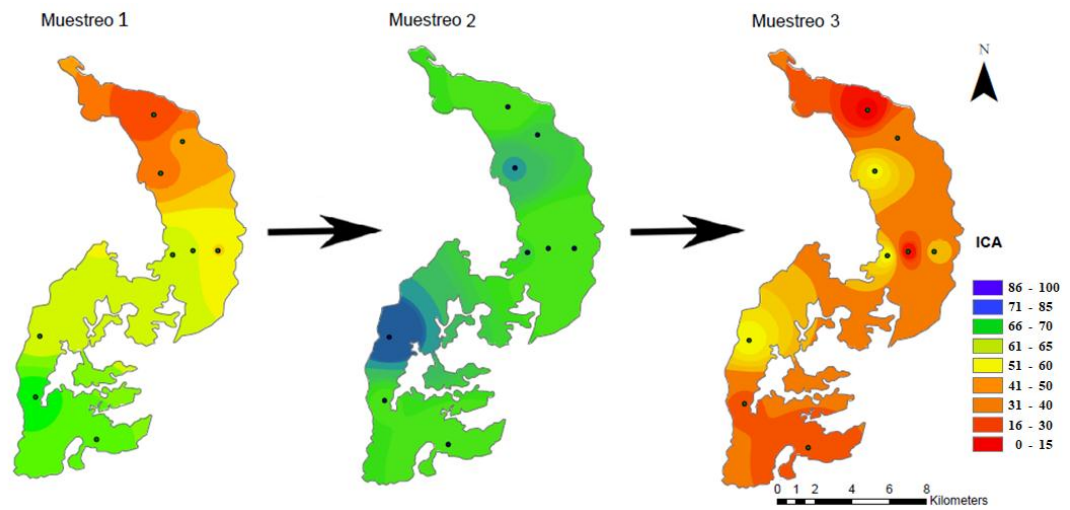 Muestreo 1
Muestreo 2
Muestreo 3
N
ICA
86 - 100
71 - 85
66 - 70
61 - 65
51 - 60
41 - 50
31 - 40
16 - 30
0 - 15
0 1 2 4 6 8
Kilometers